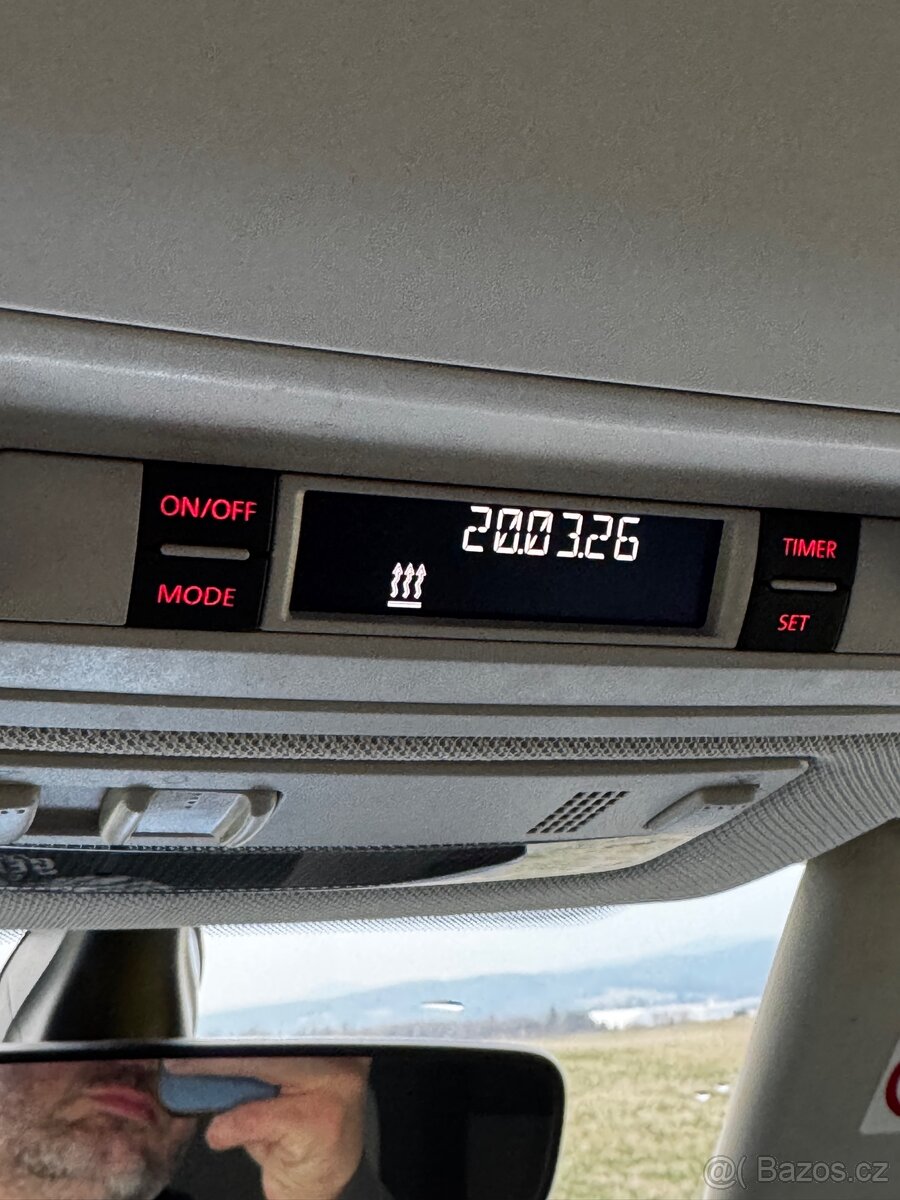 ON/OFF
20.03.26
TIMER
MODE
SET
@( Bazos.cz